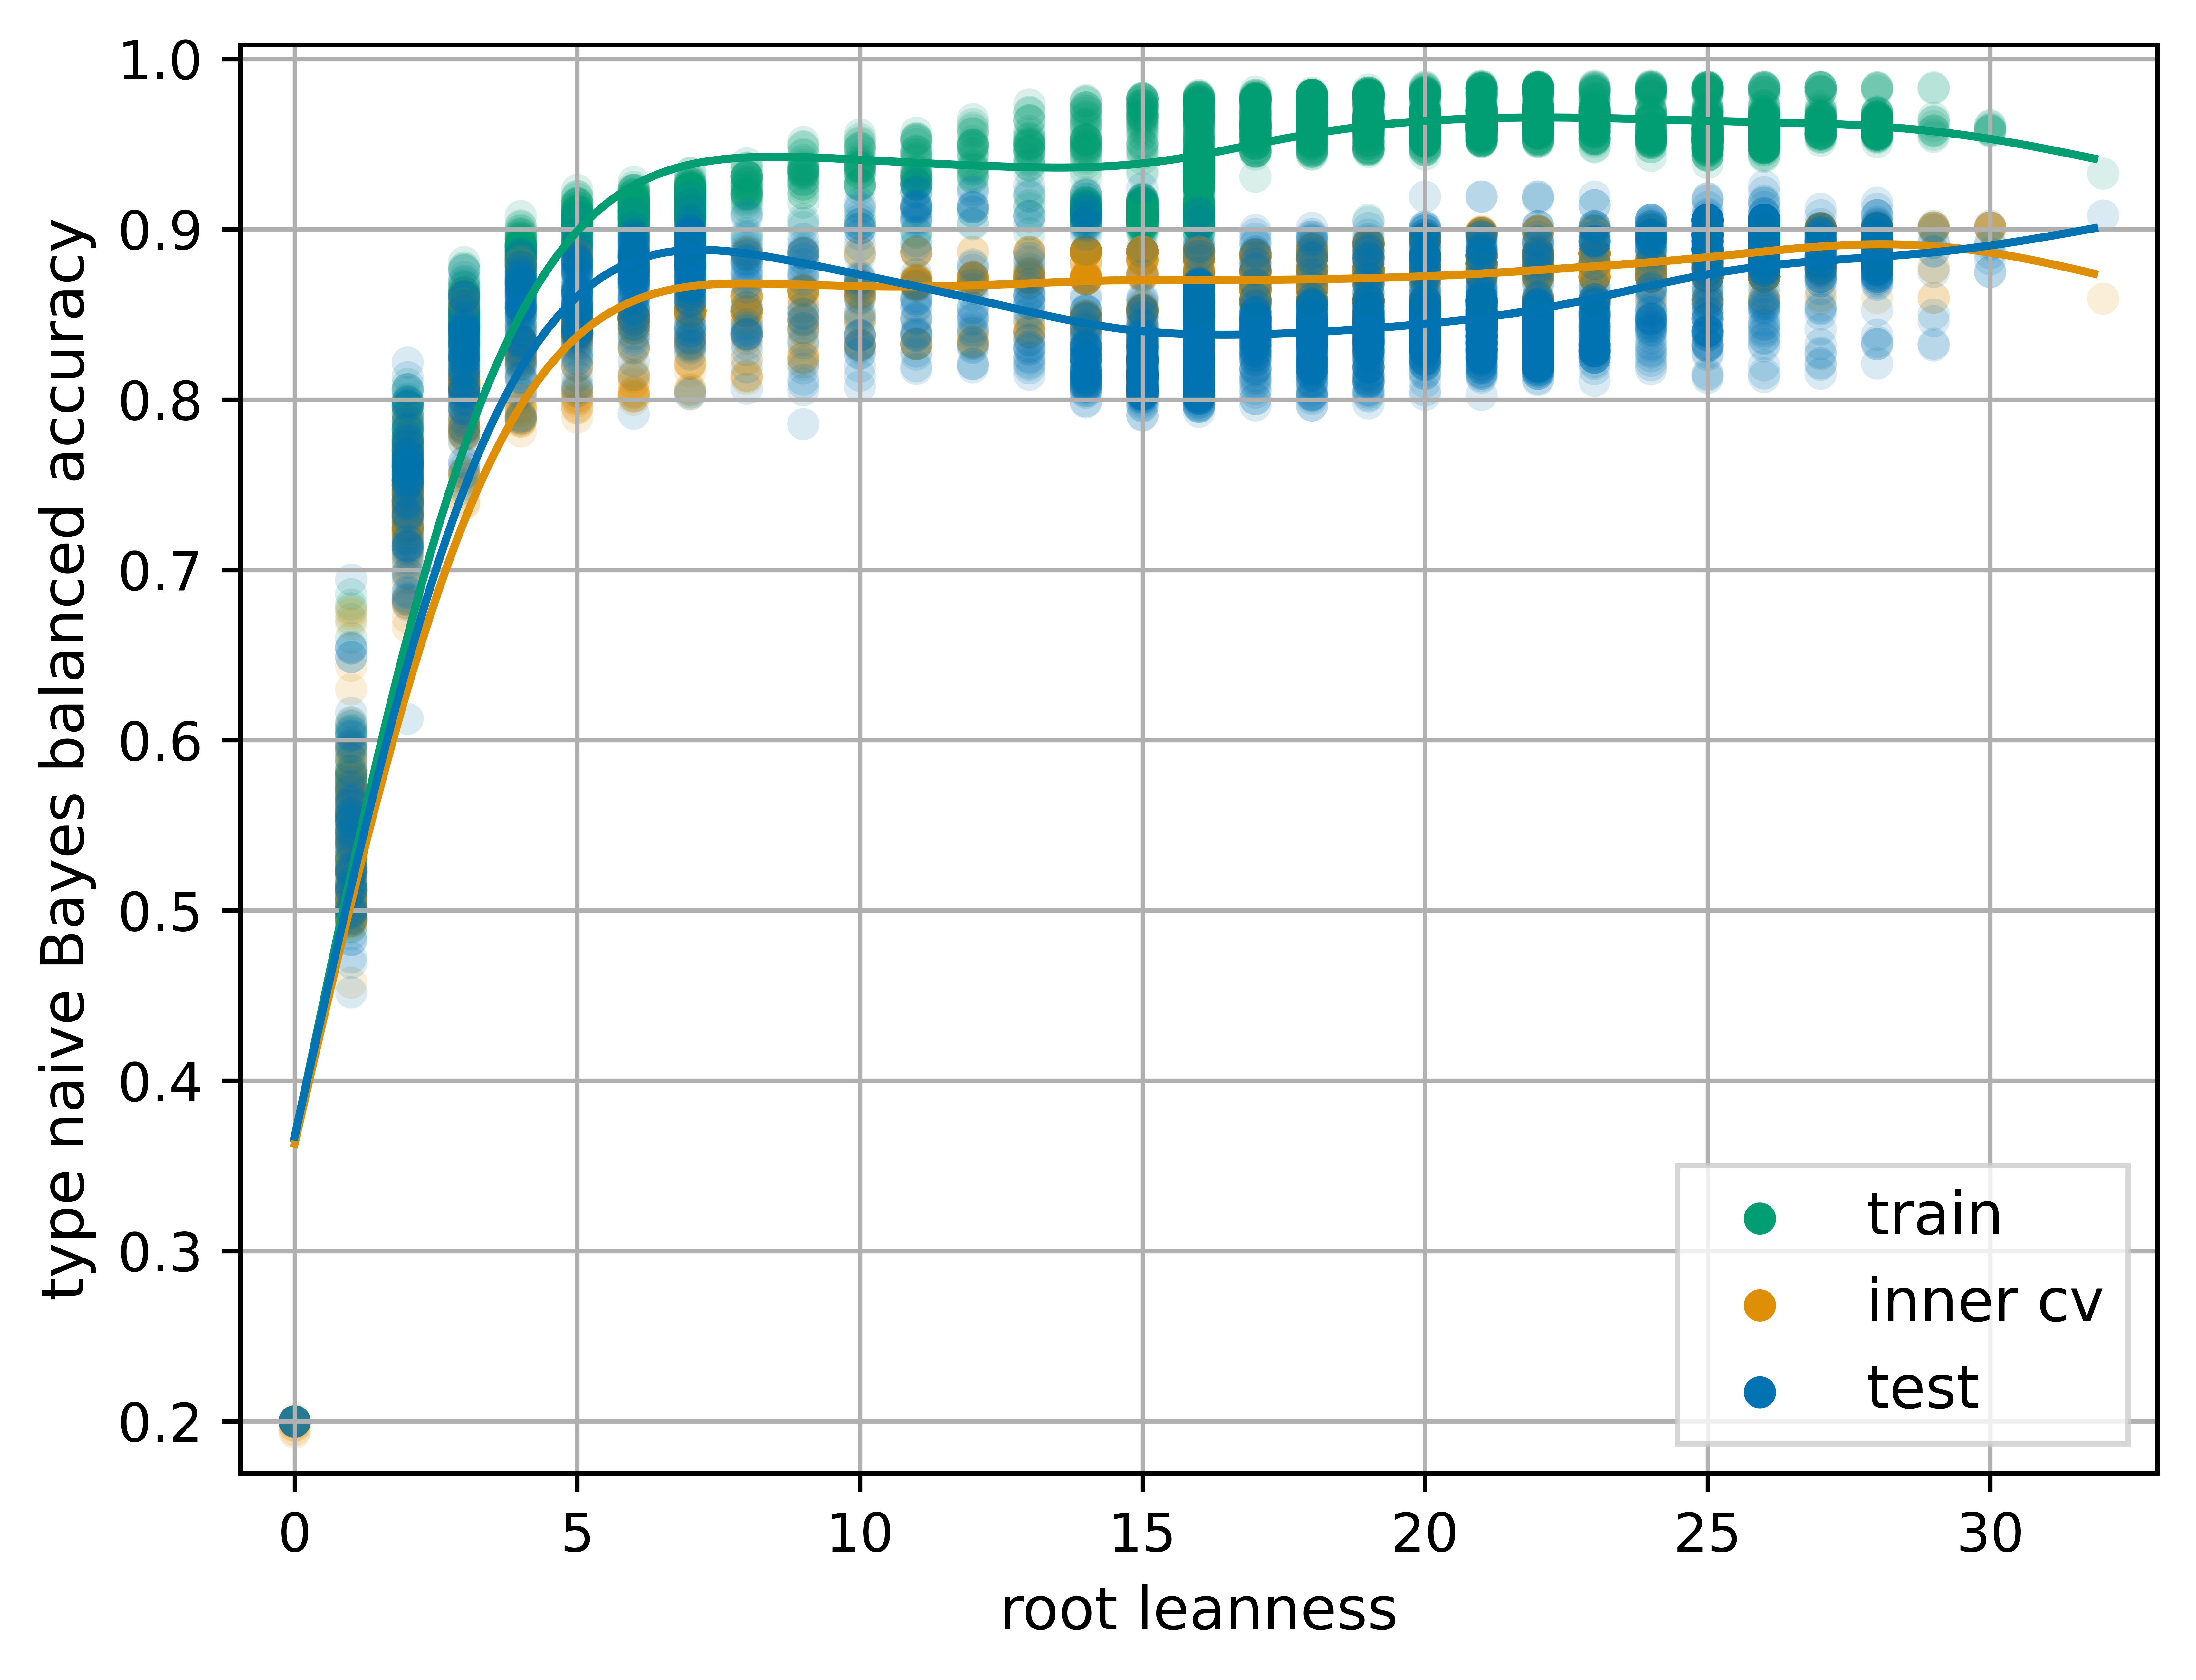 type naive Bayes balanced accuracy
1.0
0.9
0.8
0.7
0.6
0.5
0.4
0.3
0.2
train
inner cv
test
0 5 10 15 20 25 30
root leanness